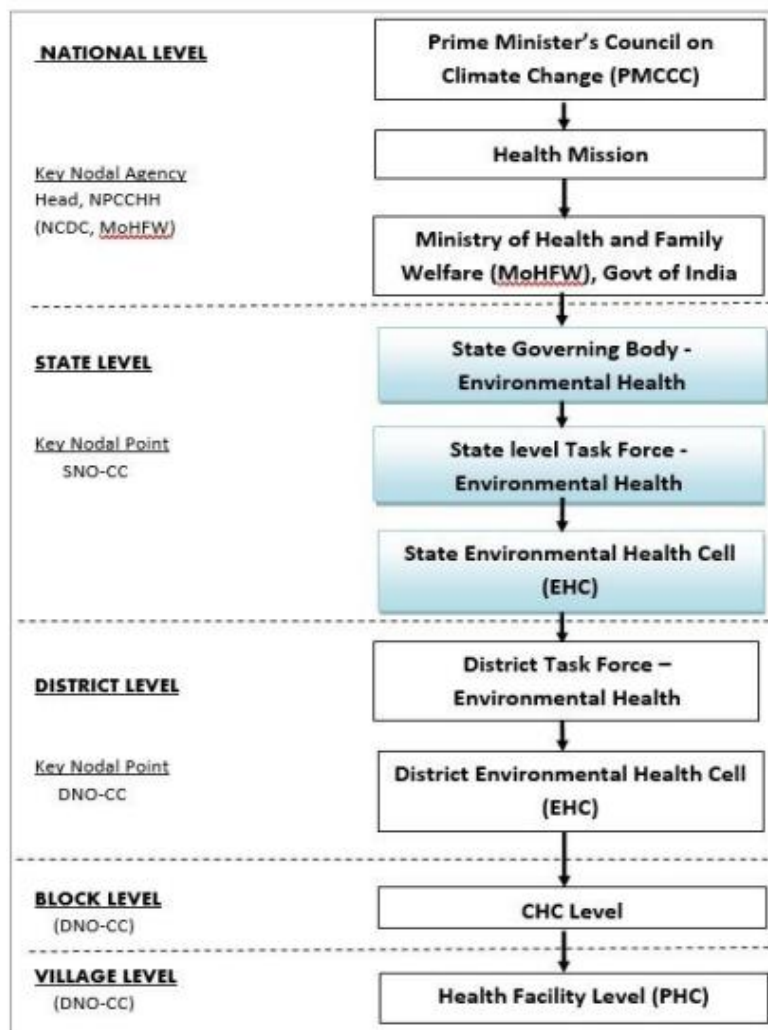 NATIONAL LEVEL
Prime Minister’s Council on
Climate Change (PMCCC)
Health Mission
Key Nodal Agency
Head, NPCCHH
(NCDC, MoHFW)
Ministry of Health and Family
Welfare (MoHFW), Govt of India
STATE LEVEL
State Governing Body -
Environmental Health
Key Nodal Point
SNO-CC
State level Task Force -
Environmental Health
State Environmental Health Cell
(EHC)
DISTRICT LEVEL
District Task Force –
Environmental Health
Key Nodal Point
DNO-CC
District Environmental Health Cell
(EHC)
BLOCK LEVEL
(DNO-CC)
CHC Level
VILLAGE LEVEL
(DNO-CC)
Health Facility Level (PHC)